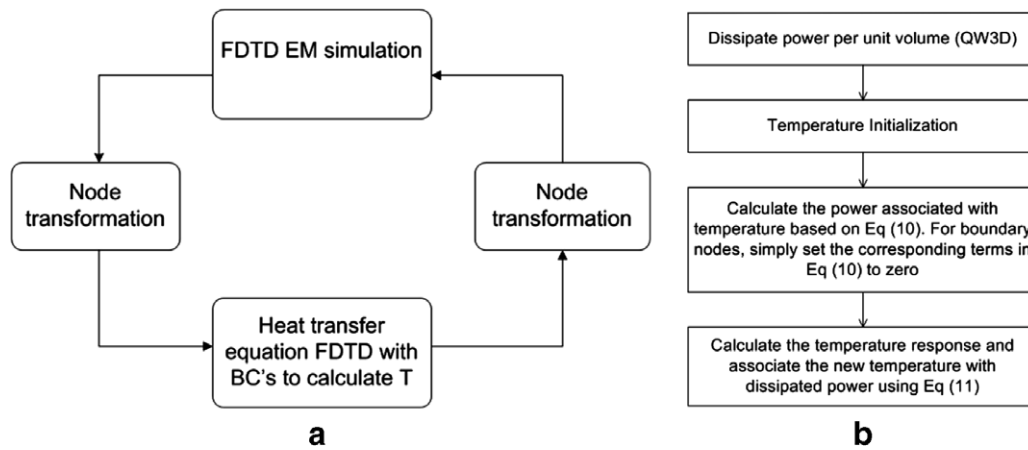 FDTD EM simulation
Node
transformation
Node
transformation
Heat transfer
equation FDTD with
BC's to calculate T
a
Dissipate power per unit volume (QW3D)
Temperature Initialization
Calculate the power associated with
temperature based on Eq (10). For boundary
nodes, simply set the corresponding terms in
Eq (10) to zero
Calculate the temperature response and
associate the new temperature with
dissipated power using Eq (11)
b